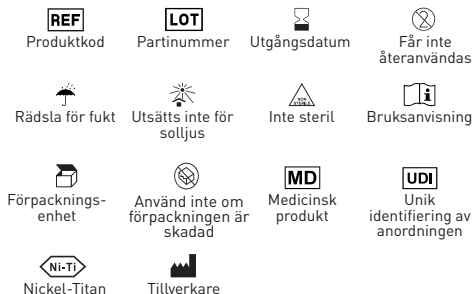 REF
LOT
2
Produktkod
Partinummer
Utgångsdatum
Får inte
återanvändas
NON
STERILE
i
Rädsla för fukt
Utsätts inte för
solljus
Inte steril
Bruksanvisning
MD
UDI
Förpacknings-
enhet
Använd inte om
förpackningen är
skadad
Medicinsk
produkt
Unik
identifiering av
anordningen
Ni-Ti
Nickel-Titan
Tillverkare